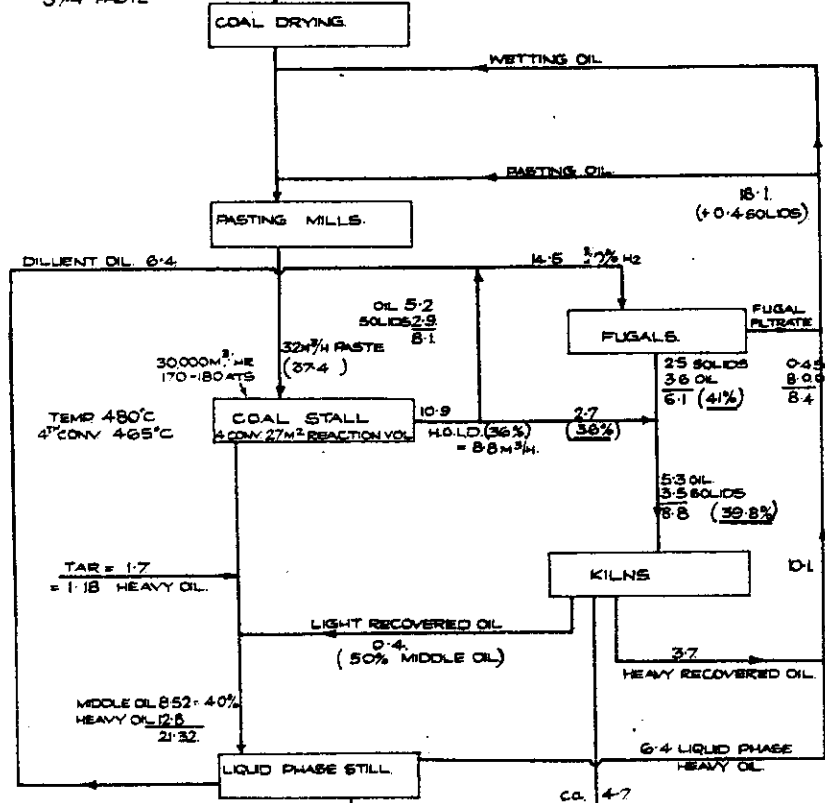 COAL DRYING.
WETTING OIL
PASTING OIL.
18·1.
(+0·4 SOLIDS)
PASTING MILLS.
DILLUENT OIL. 6·4
14·5
H2
OIL 5·2
SOLIDS 2·9
8·1
FUGAL
FILTRATE
FUGALS.
32M³/H PASTE
(37·4 )
30,000M³ HR
170-180 ATS
2·5 SOLIDS
3·6 OIL
6·1 (41%)
8·4
TEMP 480°C
4TH CONV. 465°C
COAL STALL
4 CONV. 27M² REACTION VOL
10·9
H.O.L.D. (36%)
= 8·8 M³/H.
2·7
(36%)
5·3 OIL
3·5 SOLIDS
8·8 (39·8%)
TAR = 1·7
= 1·18 HEAVY OIL.
KILNS
10·1
LIGHT RECOVERED OIL
0·4.
(50% MIDDLE OIL)
3·7
HEAVY RECOVERED OIL.
MIDDLE OIL 8·52 = 40%
HEAVY OIL 12·8
21·32.
6·4 LIQUID PHASE
HEAVY OIL.
LIQUID PHASE STILL.
ca. 4·7